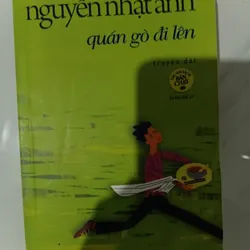 nguyễn nhật ánh
quán gò đi lên
truyện dài